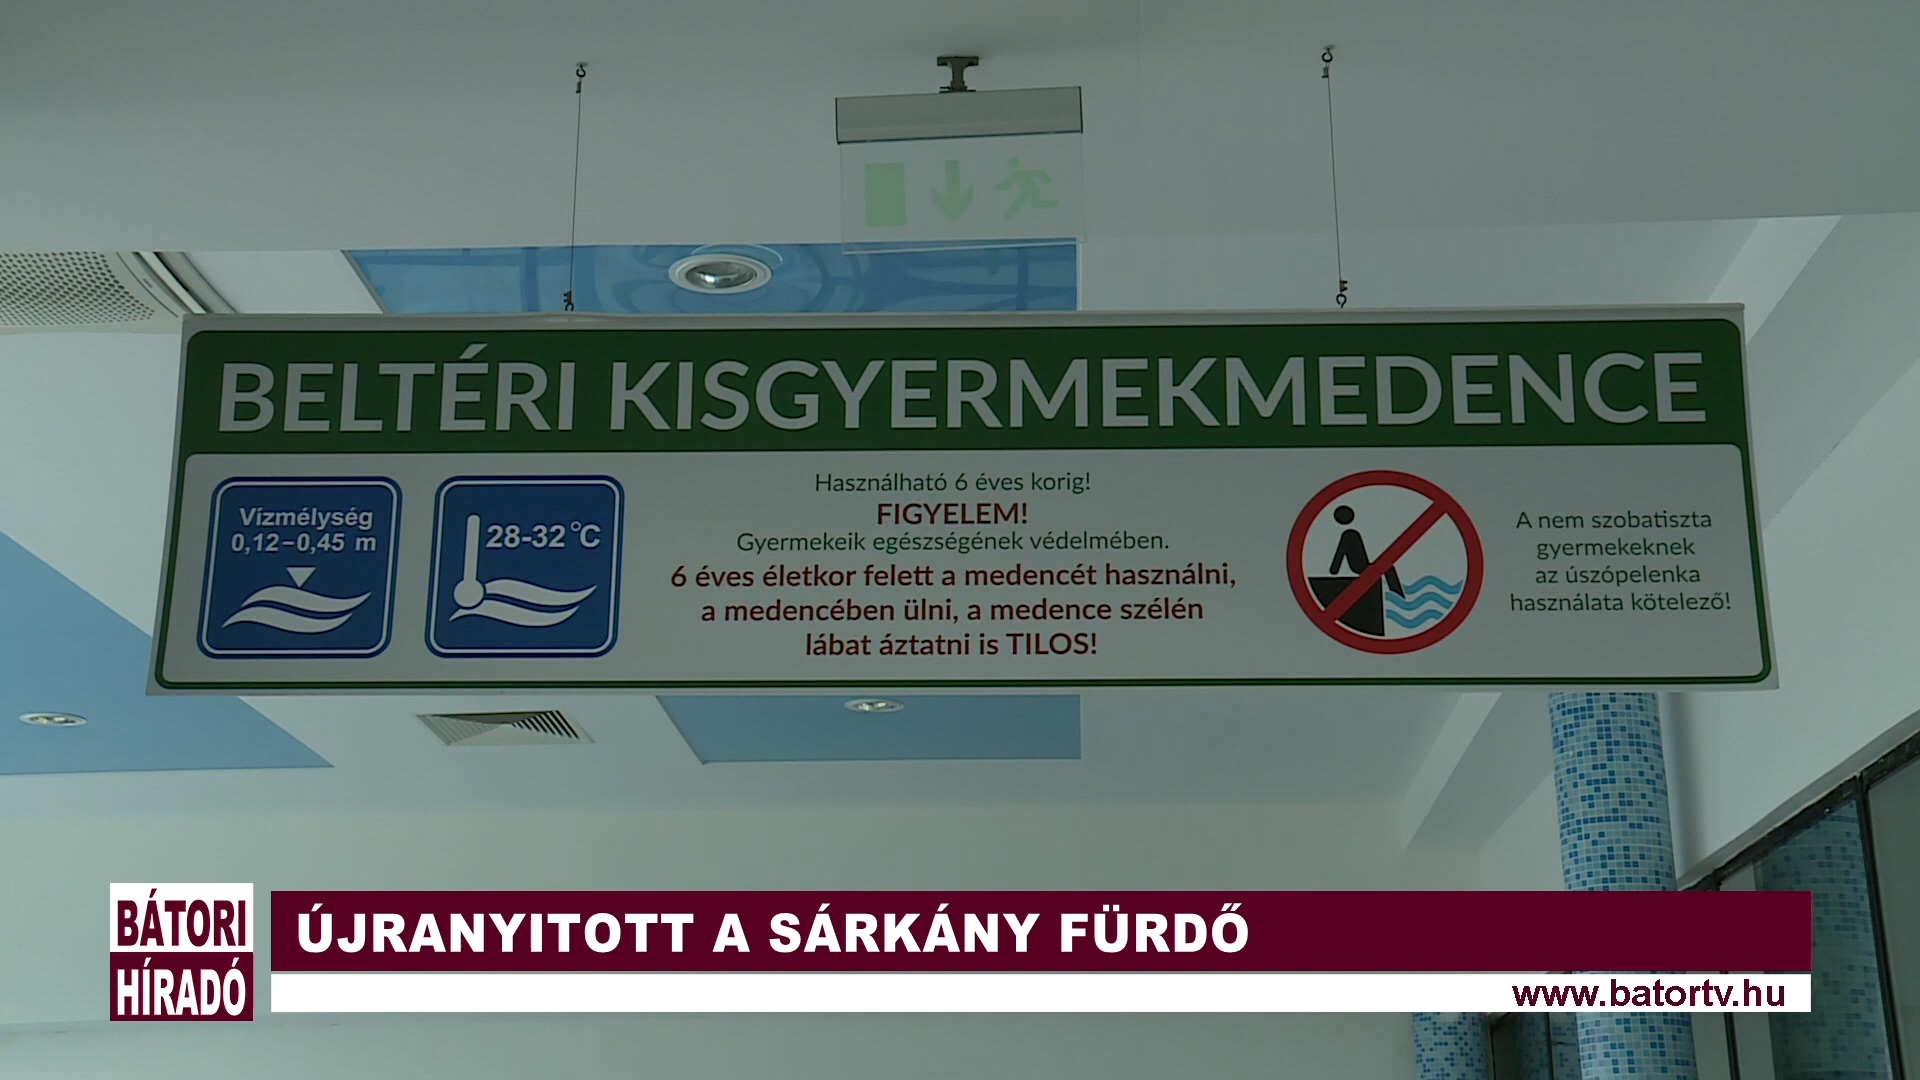 BELTÉRI KISGYERMEKMEDENCE
Vízmélység
0,12–0,45 m
28-32 °C
Használható 6 éves korig!
FIGYELEM!
Gyermekeik egészségének védelmében.
6 éves életkor felett a medencét használni,
a medencében ülni, a medence szélén
lábat áztatni is TILOS!
A nem szobatiszta
gyermekeknek
az úszópelenka
használata kötelező!
BÁTORI
HÍRADÓ
ÚJRANYITOTT A SÁRKÁNY FÜRDŐ
www.batortv.hu